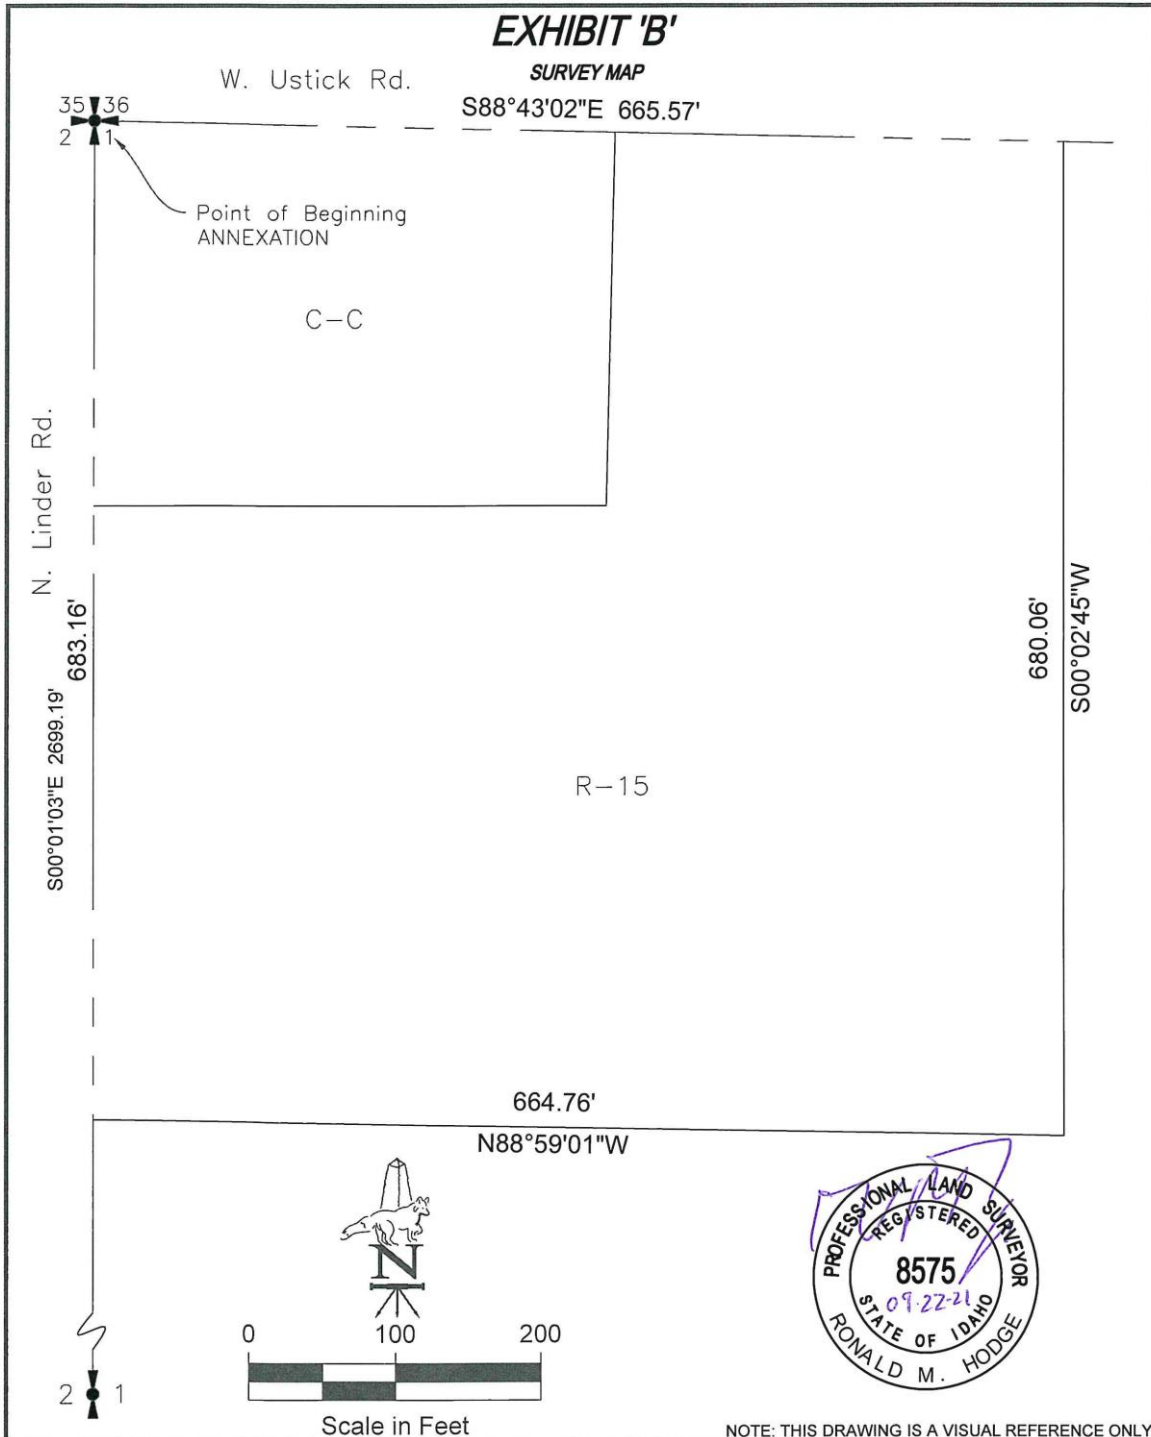 EXHIBIT 'B'
SURVEY MAP
W. Ustick Rd.
S88°43'02"E 665.57'
35 36
2 1
Point of Beginning
ANNEXATION
C-C
N. Linder Rd.
683.16'
S00°01'03"E 2699.19'
680.06'
S00°02'45"W
R-15
664.76'
N88°59'01"W
N
0 100 200
Scale in Feet
2 1
PROFESSIONAL LAND SURVEYOR
REGISTERED
8575
09-22-21
STATE OF IDAHO
RONALD M. HODGE
NOTE: THIS DRAWING IS A VISUAL REFERENCE ONLY